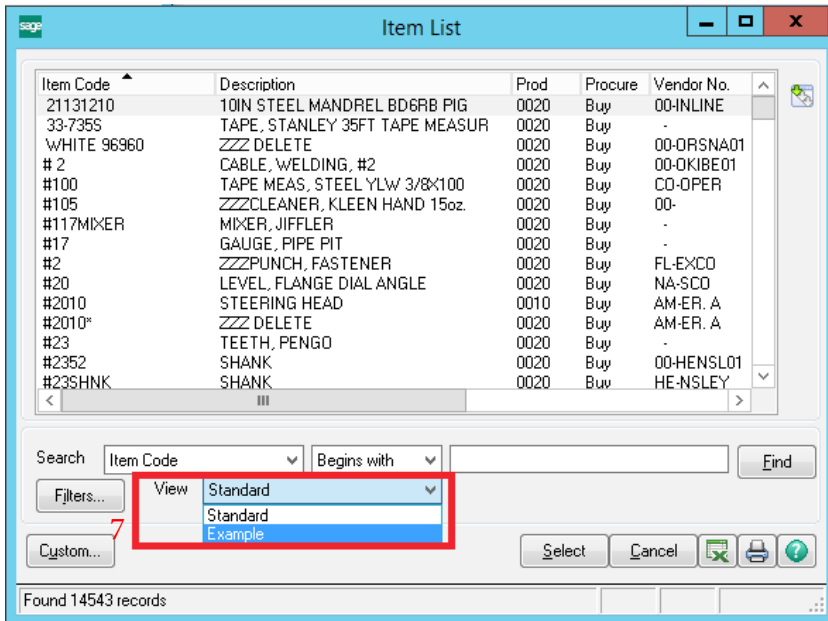 sage Item List
Item Code Description Prod Procure Vendor No.
21131210 10IN STEEL MANDREL BD6RB PIG 0020 Buy 00-INLINE
33-735S TAPE, STANLEY 35FT TAPE MEASUR 0020 Buy -
WHITE 96960 ZZZ DELETE 0020 Buy 00-ORSNA01
# 2 CABLE, WELDING, #2 0020 Buy 00-OKIBE01
#100 TAPE MEAS, STEEL YLW 3/8X100 0020 Buy CO-OPER
#105 ZZZCLEANER, KLEEN HAND 15oz. 0020 Buy 00-
#117MIXER MIXER, JIFFLER 0020 Buy -
#17 GAUGE, PIPE PIT 0020 Buy -
#2 ZZZPUNCH, FASTENER 0020 Buy FL-EXCO
#20 LEVEL, FLANGE DIAL ANGLE 0020 Buy NA-SCO
#2010 STEERING HEAD 0010 Buy AM-ER. A
#2010* ZZZ DELETE 0020 Buy AM-ER. A
#23 TEETH, PENGO 0020 Buy -
#2352 SHANK 0020 Buy 00-HENSL01
#23SHNK SHANK 0020 Buy HE-NSLEY
Search Item Code Begins with Find
Filters... View Standard
Standard
7 Example
Custom... Select Cancel
Found 14543 records